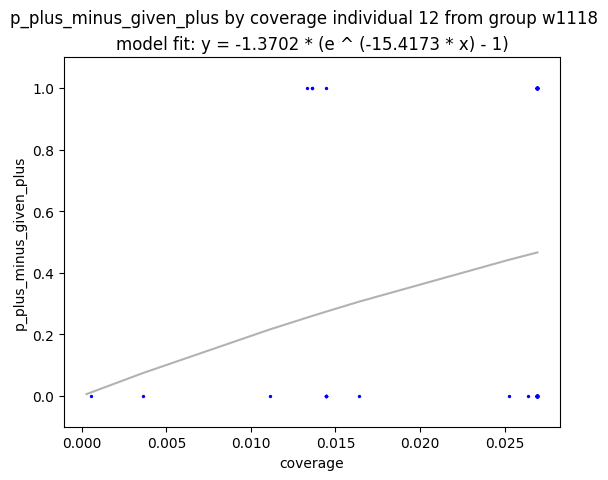 p_plus_minus_given_plus by coverage individual 12 from group w1118
model fit: y = -1.3702 * (e ^ (-15.4173 * x) - 1)
1.0
0.8
0.6
0.4
0.2
0.0
p_plus_minus_given_plus
0.000 0.005 0.010 0.015 0.020 0.025
coverage